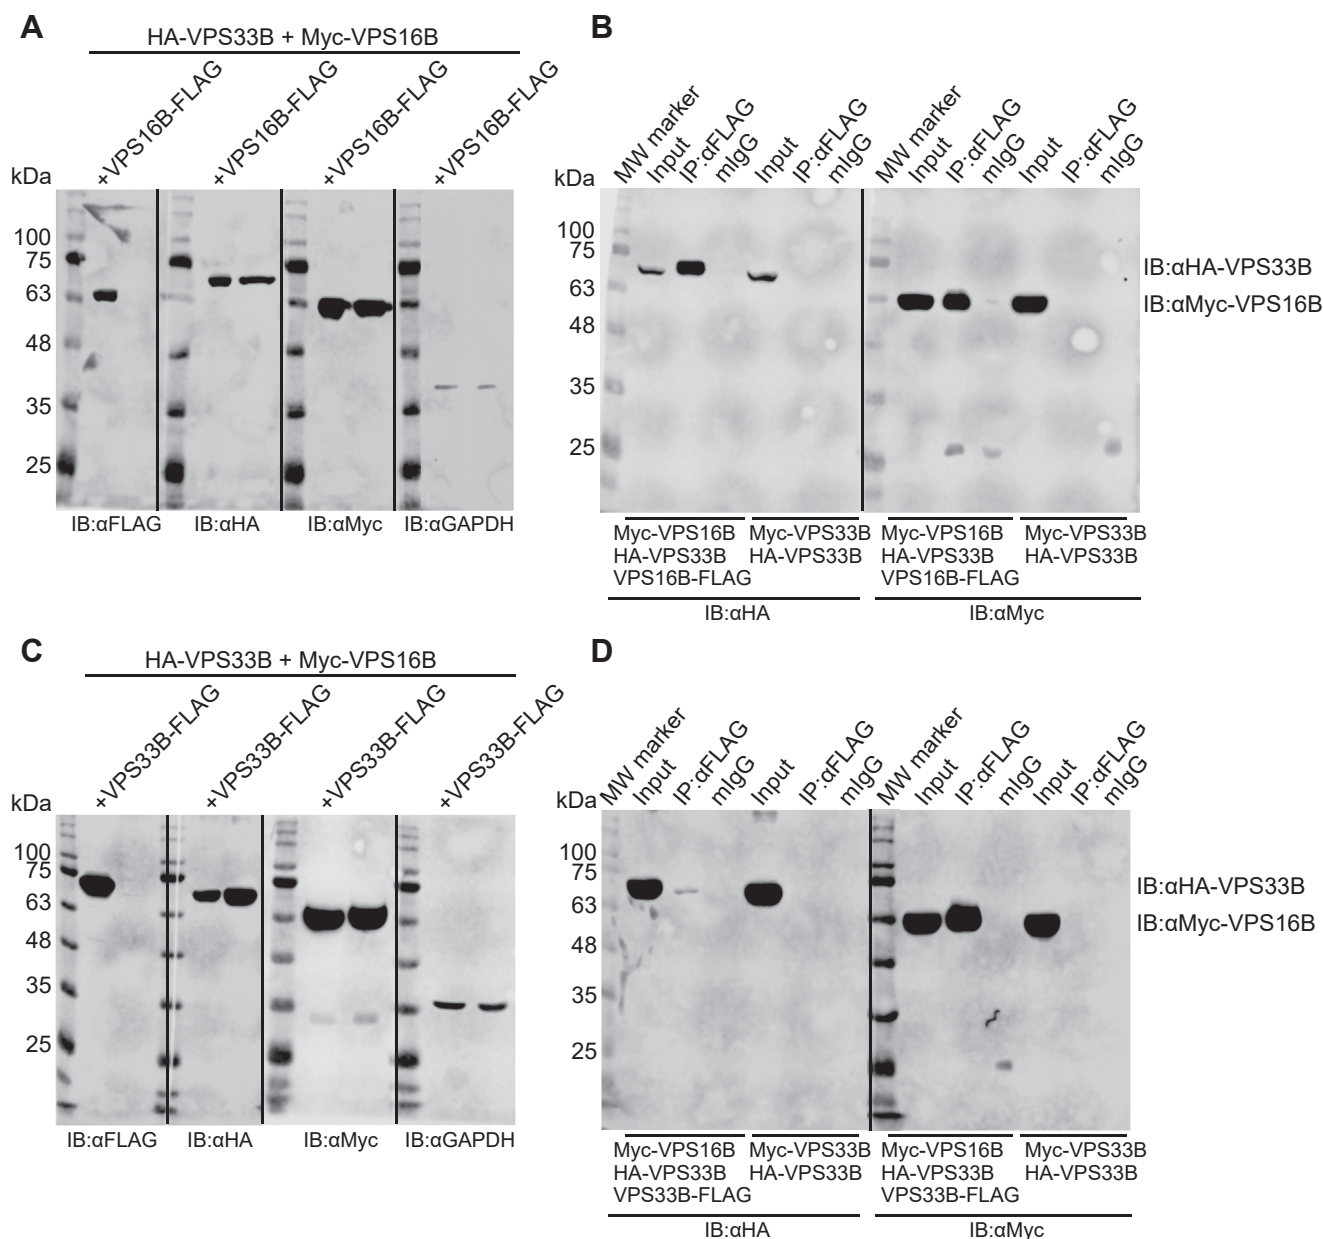 A
HA-VPS33B + Myc-VPS16B
+VPS16B-FLAG
+VPS16B-FLAG
+VPS16B-FLAG
+VPS16B-FLAG
kDa
100
75
63
48
35
25
IB:αFLAG
IB:αHA
IB:αMyc
IB:αGAPDH
B
MW marker
Input
IP:αFLAG
mIgG
Input
IP:αFLAG
mIgG
MW marker
Input
IP:αFLAG
mIgG
Input
IP:αFLAG
mIgG
kDa
100
75
63
48
35
25
IB:αHA-VPS33B
IB:αMyc-VPS16B
Myc-VPS16B
HA-VPS33B
VPS16B-FLAG
Myc-VPS33B
HA-VPS33B
Myc-VPS16B
HA-VPS33B
VPS16B-FLAG
Myc-VPS33B
HA-VPS33B
IB:αHA
IB:αMyc
C
HA-VPS33B + Myc-VPS16B
+VPS33B-FLAG
+VPS33B-FLAG
+VPS33B-FLAG
+VPS33B-FLAG
kDa
100
75
63
48
35
25
IB:αFLAG
IB:αHA
IB:αMyc
IB:αGAPDH
D
MW marker
Input
IP:αFLAG
mIgG
Input
IP:αFLAG
mIgG
MW marker
Input
IP:αFLAG
mIgG
Input
IP:αFLAG
mIgG
kDa
100
75
63
48
35
25
IB:αHA-VPS33B
IB:αMyc-VPS16B
Myc-VPS16B
HA-VPS33B
VPS33B-FLAG
Myc-VPS33B
HA-VPS33B
Myc-VPS16B
HA-VPS33B
VPS33B-FLAG
Myc-VPS33B
HA-VPS33B
IB:αHA
IB:αMyc